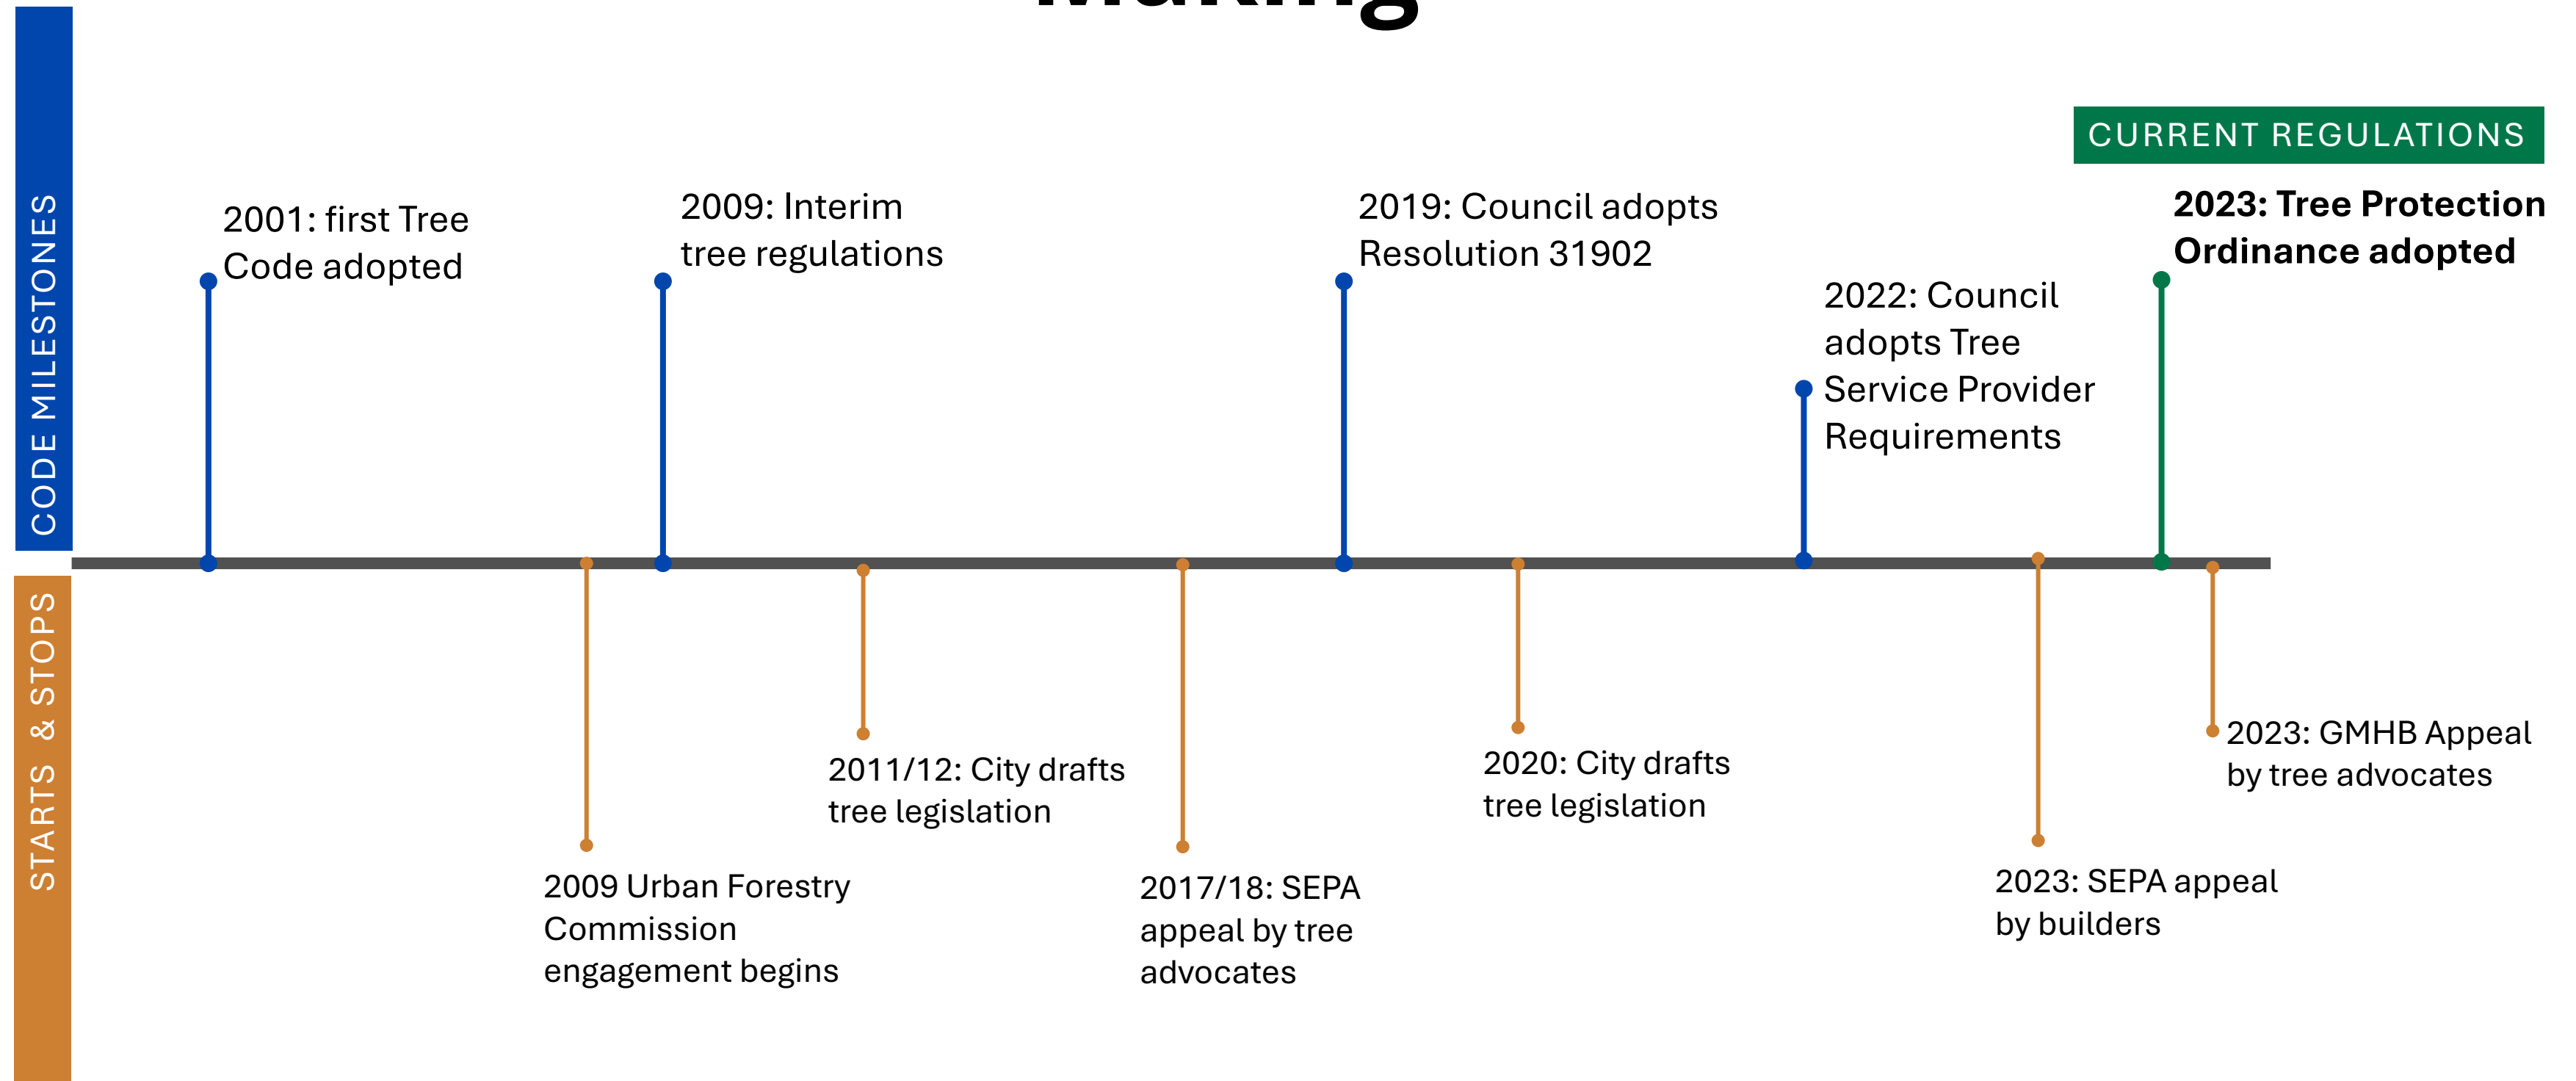 Making
CODE MILESTONES
STARTS & STOPS
CURRENT REGULATIONS
2001: first Tree
Code adopted
2009: Interim
tree regulations
2019: Council adopts
Resolution 31902
2022: Council
adopts Tree
Service Provider
Requirements
2023: Tree Protection
Ordinance adopted
2009 Urban Forestry
Commission
engagement begins
2011/12: City drafts
tree legislation
2017/18: SEPA
appeal by tree
advocates
2020: City drafts
tree legislation
2023: SEPA appeal
by builders
2023: GMHB Appeal
by tree advocates